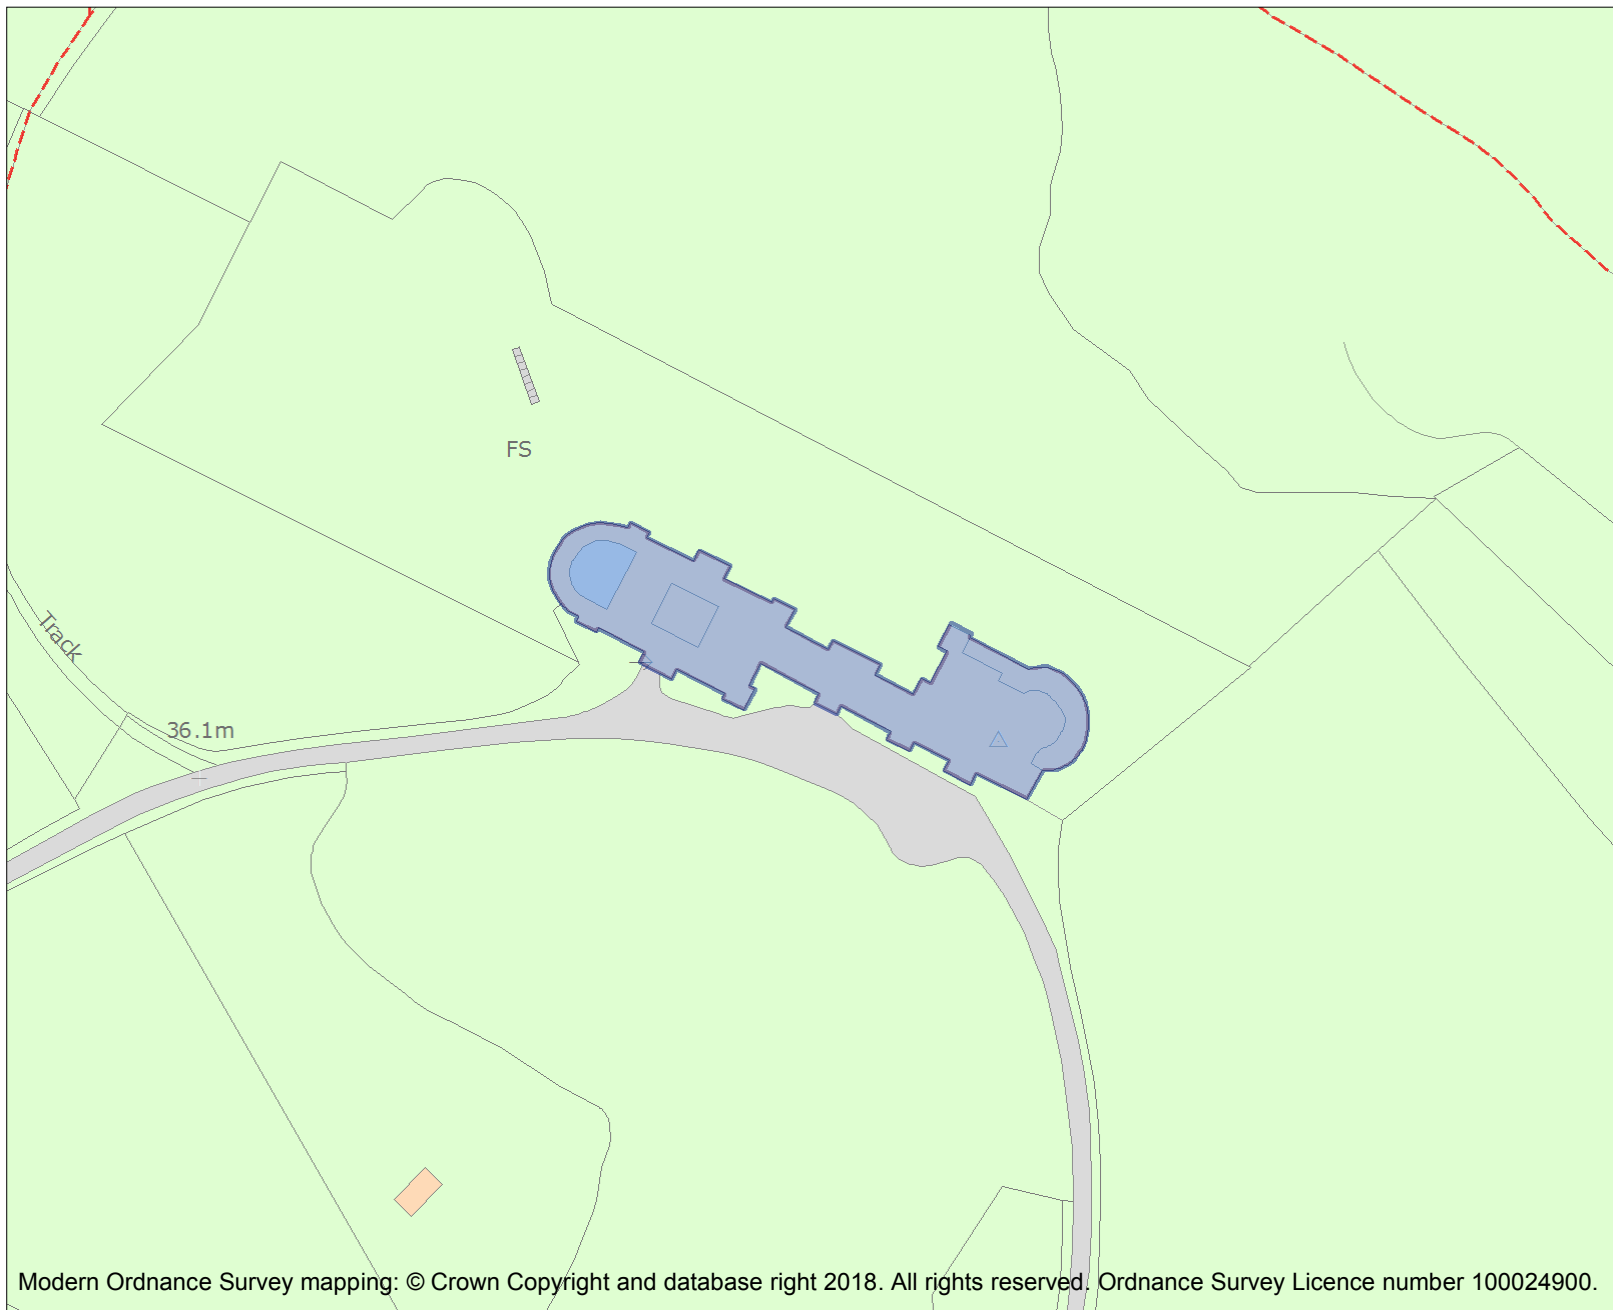 FS
Track
36.1m
Modern Ordnance Survey mapping: © Crown Copyright and database right 2018. All rights reserved. Ordnance Survey Licence number 100024900.